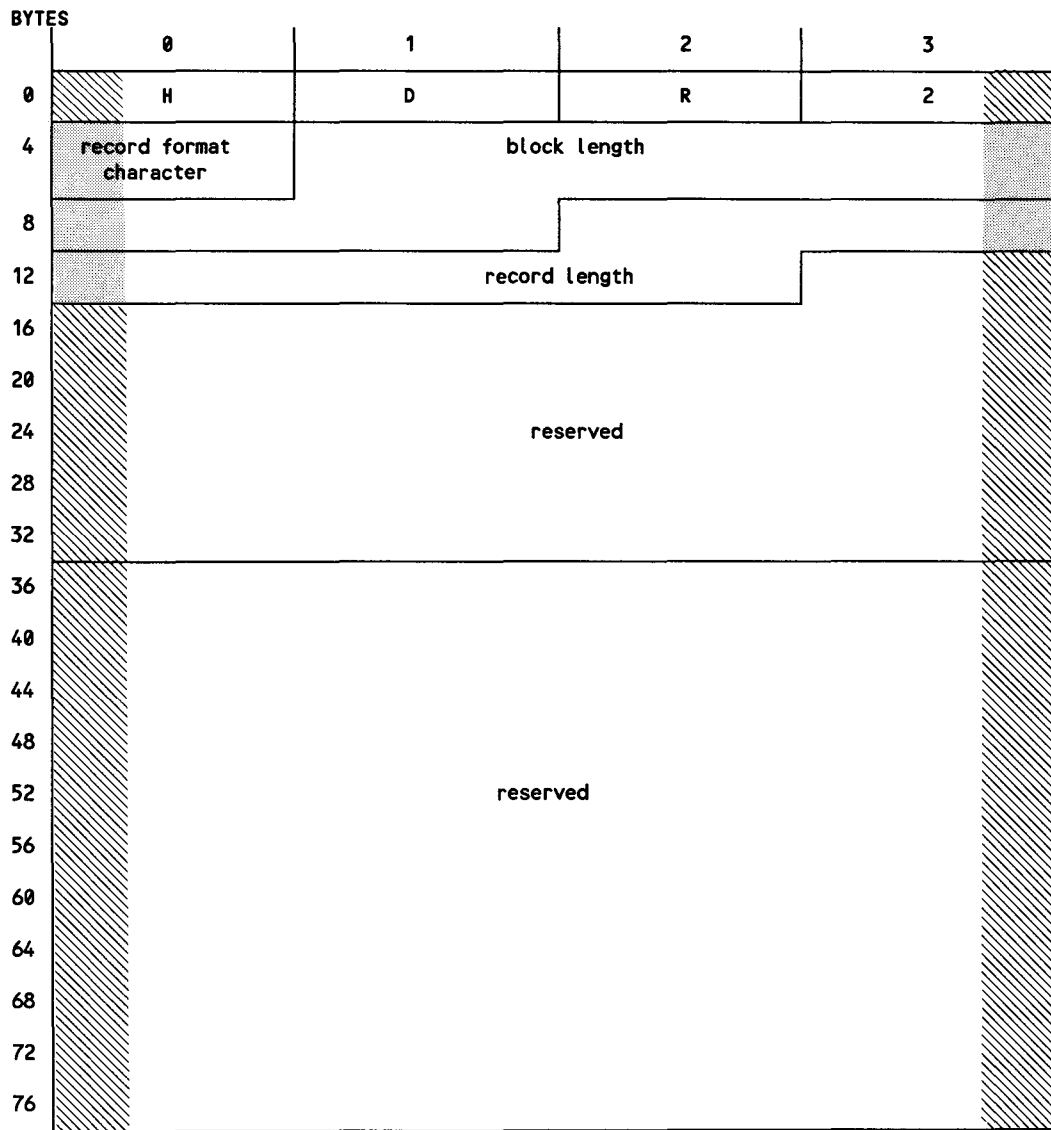 BYTES
0 1 2 3
0 H D R 2
4 record format block length
character
8
12 record length
16
20
24 reserved
28
32
36
40
44
48
52 reserved
56
60
64
68
72
76